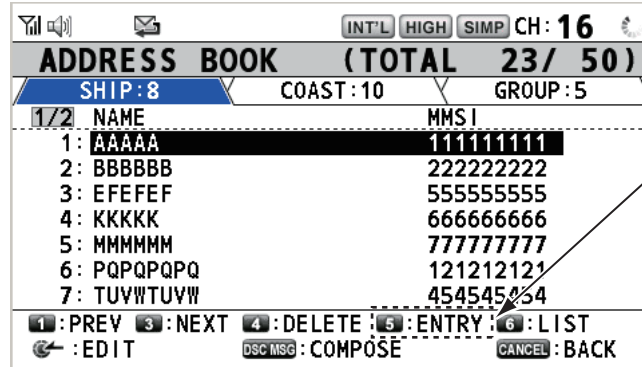 INT'L HIGH SIMP CH: 16
ADDRESS BOOK (TOTAL 23/ 50)
SHIP:8 COAST:10 GROUP:5
1/2 NAME MMSI
1: AAAAA 111111111
2: BBBBBB 222222222
3: EFEFEF 555555555
4: KKKKK 666666666
5: MMMMMM 777777777
6: PQPQPQPQ 121212121
7: TUVWTUVW 454545454
1 :PREV 3 :NEXT 4 :DELETE 5 :ENTRY 6 :LIST
:EDIT DSC MSG :COMPOSE CANCEL :BACK